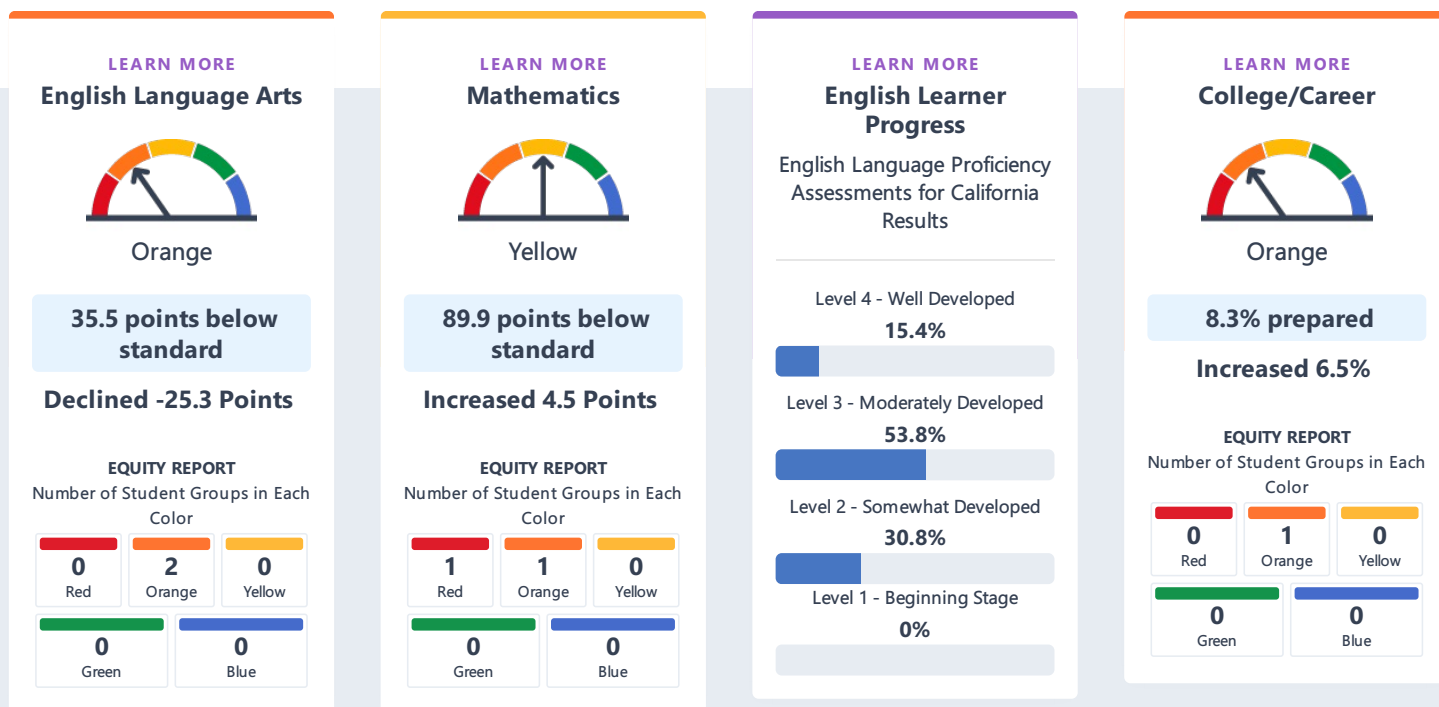 LEARN MORE
English Language Arts
Orange
35.5 points below
standard
Declined -25.3 Points
EQUITY REPORT
Number of Student Groups in Each
Color
0
Red
2
Orange
0
Yellow
0
Green
0
Blue
LEARN MORE
Mathematics
Yellow
89.9 points below
standard
Increased 4.5 Points
EQUITY REPORT
Number of Student Groups in Each
Color
1
Red
1
Orange
0
Yellow
0
Green
0
Blue
LEARN MORE
English Learner
Progress
English Language Proficiency
Assessments for California
Results
Level 4 - Well Developed
15.4%
Level 3 - Moderately Developed
53.8%
Level 2 - Somewhat Developed
30.8%
Level 1 - Beginning Stage
0%
LEARN MORE
College/Career
Orange
8.3% prepared
Increased 6.5%
EQUITY REPORT
Number of Student Groups in Each
Color
0
Red
1
Orange
0
Yellow
0
Green
0
Blue